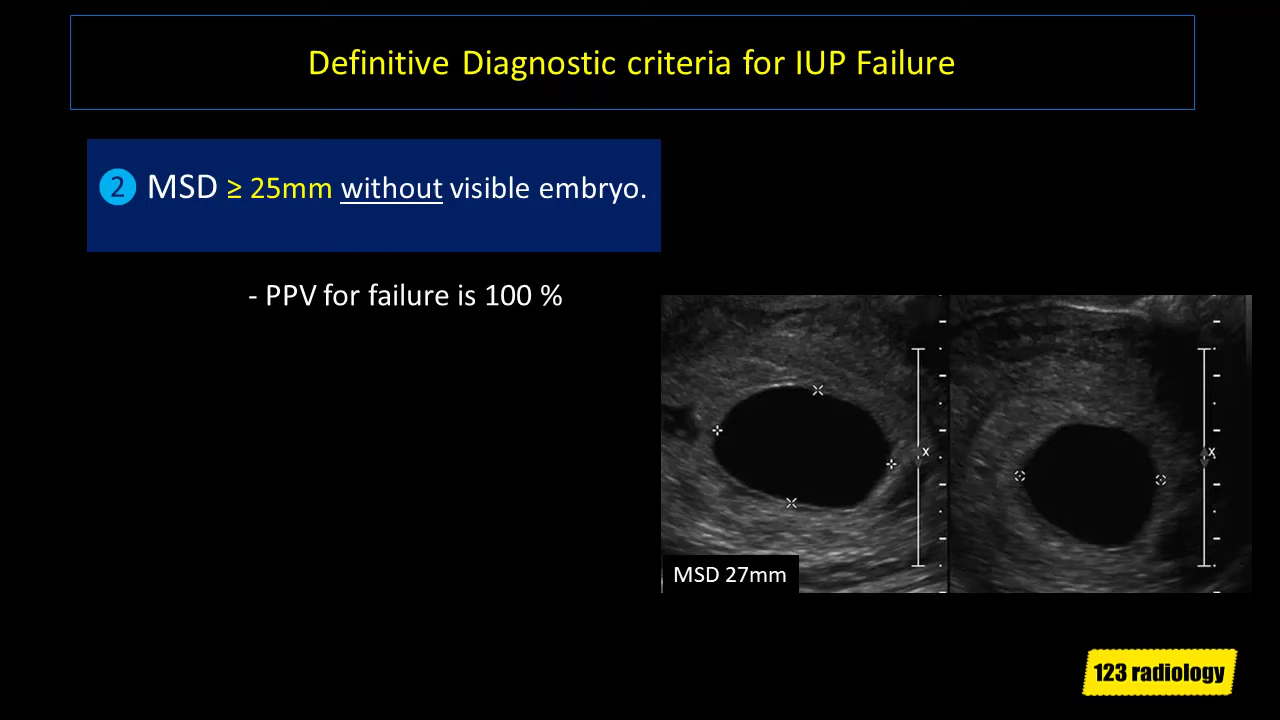 Definitive Diagnostic criteria for IUP Failure
2 MSD ≥ 25mm without visible embryo.
- PPV for failure is 100 %
x x
MSD 27mm
123 radiology